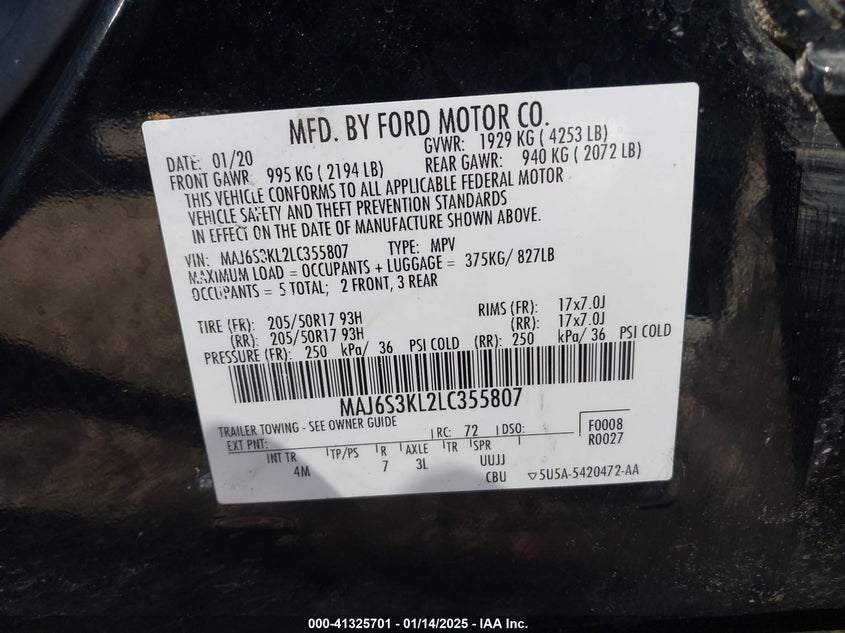 MFD. BY FORD MOTOR CO.
DATE: 01/20 GVWR: 1929 KG ( 4253 LB)
FRONT GAWR: 995 KG ( 2194 LB) REAR GAWR: 940 KG ( 2072 LB)
THIS VEHICLE CONFORMS TO ALL APPLICABLE FEDERAL MOTOR
VEHICLE SAFETY AND THEFT PREVENTION STANDARDS
IN EFFECT ON THE DATE OF MANUFACTURE SHOWN ABOVE.
VIN: MAJ6S3KL2LC355807 TYPE: MPV
MAXIMUM LOAD = OCCUPANTS + LUGGAGE = 375KG/ 827LB
OCCUPANTS = 5 TOTAL; 2 FRONT, 3 REAR
TIRE (FR): 205/50R17 93H RIMS (FR): 17x7.0J
(RR): 205/50R17 93H (RR): 17x7.0J
PRESSURE (FR): 250 kPa/ 36 PSI COLD (RR): 250 kPa/ 36 PSI COLD
MAJ6S3KL2LC355807
TRAILER TOWING - SEE OWNER GUIDE
EXT PNT: RC: 72 DSO: F0008
R0027
INT TR TP/PS R AXLE TR SPR
4M 7 3L UUJJ
CBU ▽5U5A-5420472-AA
000-41325701 - 01/14/2025 - IAA Inc.